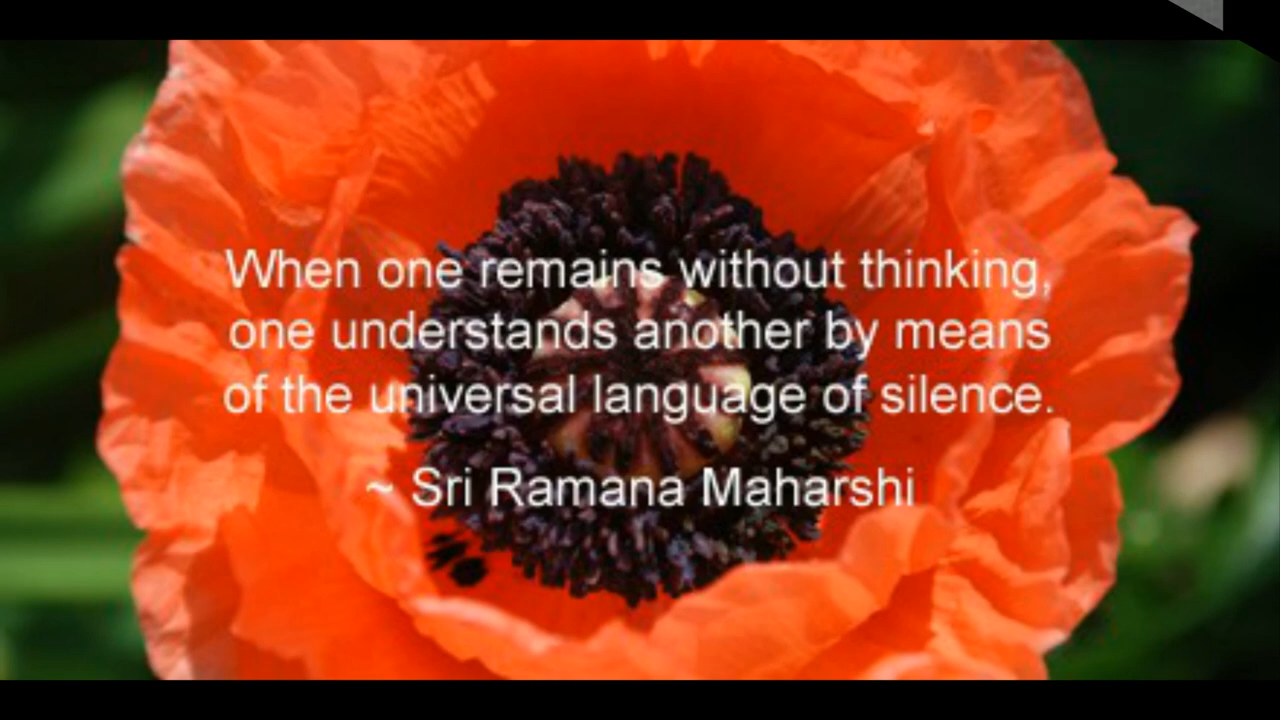 When one remains without thinking,
one understands another by means
of the universal language of silence.
~ Sri Ramana Maharshi